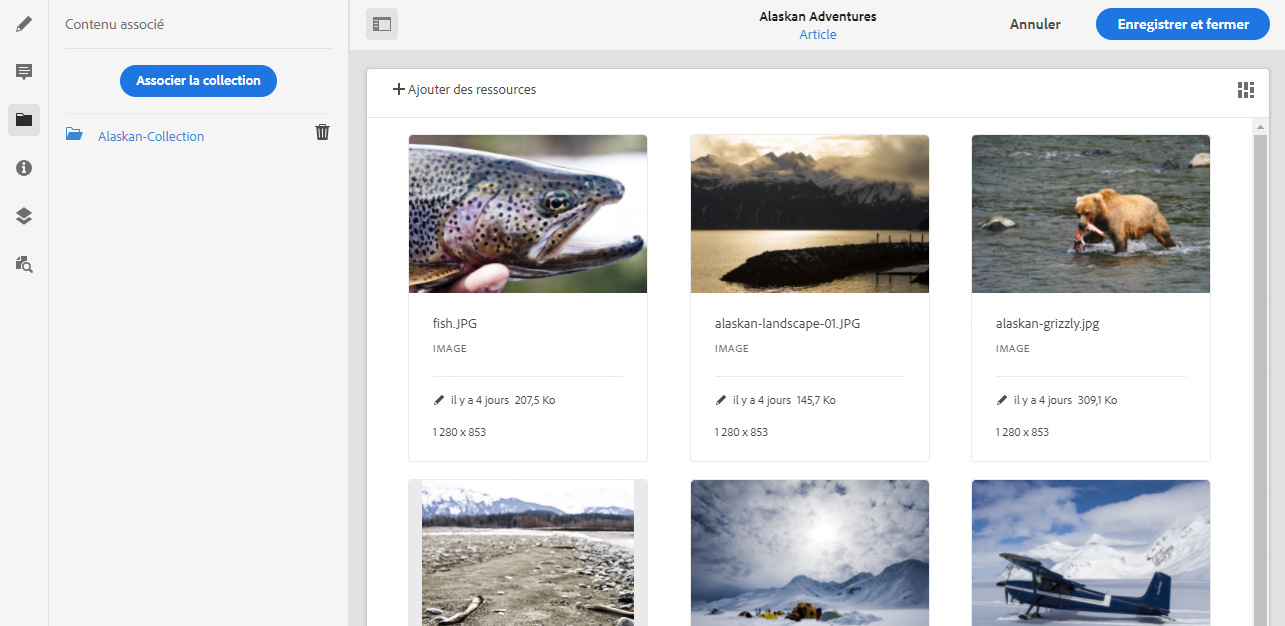 Contenu associé
Associer la collection
Alaskan-Collection
Alaskan Adventures
Article
Annuler
Enregistrer et fermer
Ajouter des ressources
fish.JPG
IMAGE
il y a 4 jours 207,5 Ko
1 280 x 853
alaskan-landscape-01.JPG
IMAGE
il y a 4 jours 145,7 Ko
1 280 x 853
alaskan-grizzly.jpg
IMAGE
il y a 4 jours 309,1 Ko
1 280 x 853